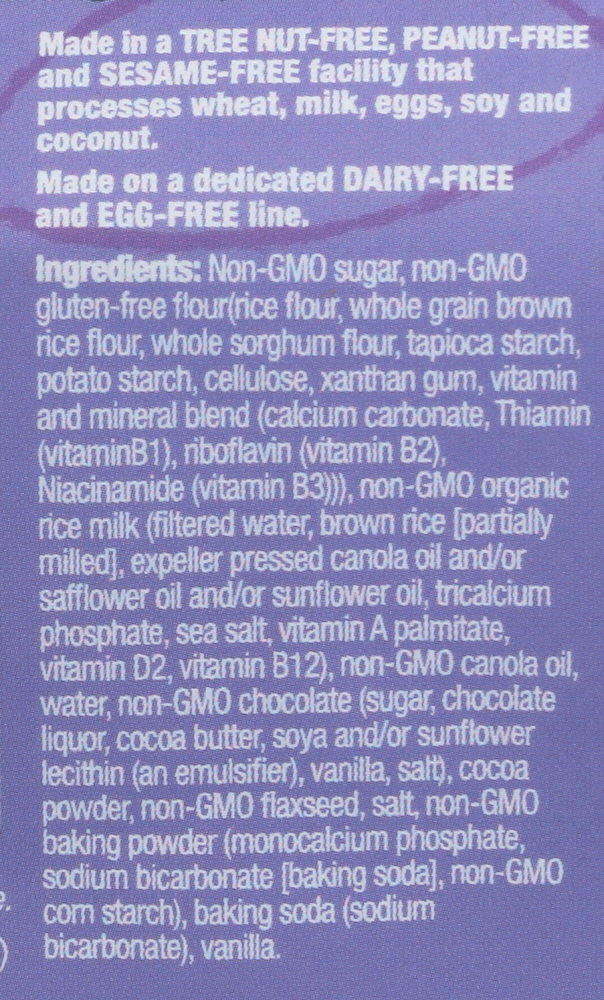 Made in a TREE NUT-FREE, PEANUT-FREE
and SESAME-FREE facility that
processes wheat, milk, eggs, soy and
coconut.
Made on a dedicated DAIRY-FREE
and EGG-FREE line.
Ingredients: Non-GMO sugar, non-GMO
gluten-free flour(rice flour, whole grain brown
rice flour, whole sorghum flour, tapioca starch,
potato starch, cellulose, xanthan gum, vitamin
and mineral blend (calcium carbonate, Thiamin
(vitaminB1), riboflavin (vitamin B2),
Niacinamide (vitamin B3))), non-GMO organic
rice milk (filtered water, brown rice [partially
milled], expeller pressed canola oil and/or
safflower oil and/or sunflower oil, tricalcium
phosphate, sea salt, vitamin A palmitate,
vitamin D2, vitamin B12), non-GMO canola oil,
water, non-GMO chocolate (sugar, chocolate
liquor, cocoa butter, soya and/or sunflower
lecithin (an emulsifier), vanilla, salt), cocoa
powder, non-GMO flaxseed, salt, non-GMO
baking powder (monocalcium phosphate,
sodium bicarbonate [baking soda], non-GMO
corn starch), baking soda (sodium
bicarbonate), vanilla.